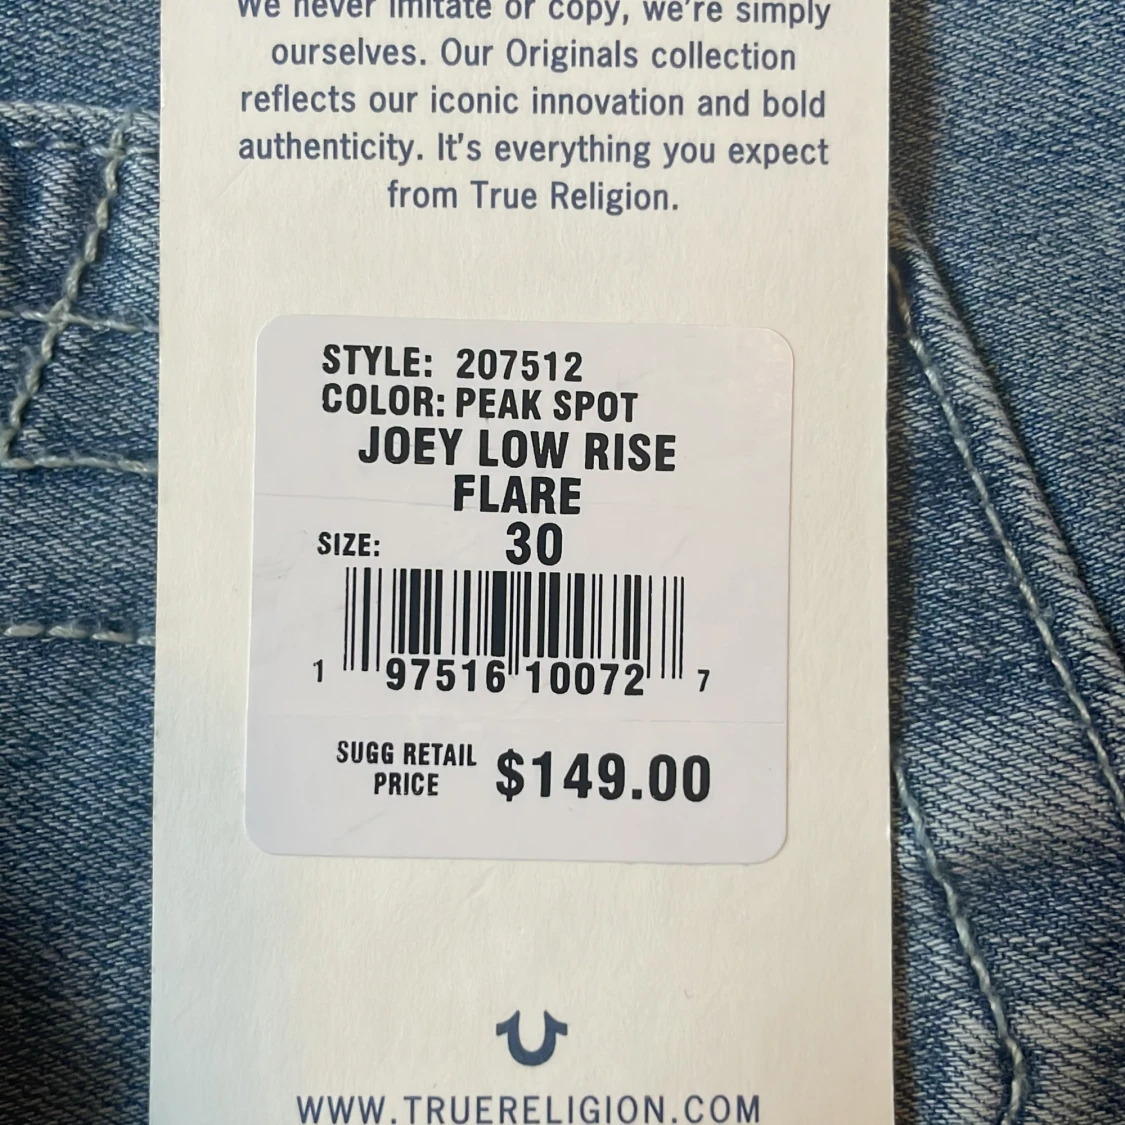 We never imitate or copy, we're simply
ourselves. Our Originals collection
reflects our iconic innovation and bold
authenticity. It's everything you expect
from True Religion.
STYLE: 207512
COLOR: PEAK SPOT
JOEY LOW RISE
FLARE
SIZE: 30
1 97516 10072 7
SUGG RETAIL
PRICE $149.00
WWW.TRUERELIGION.COM